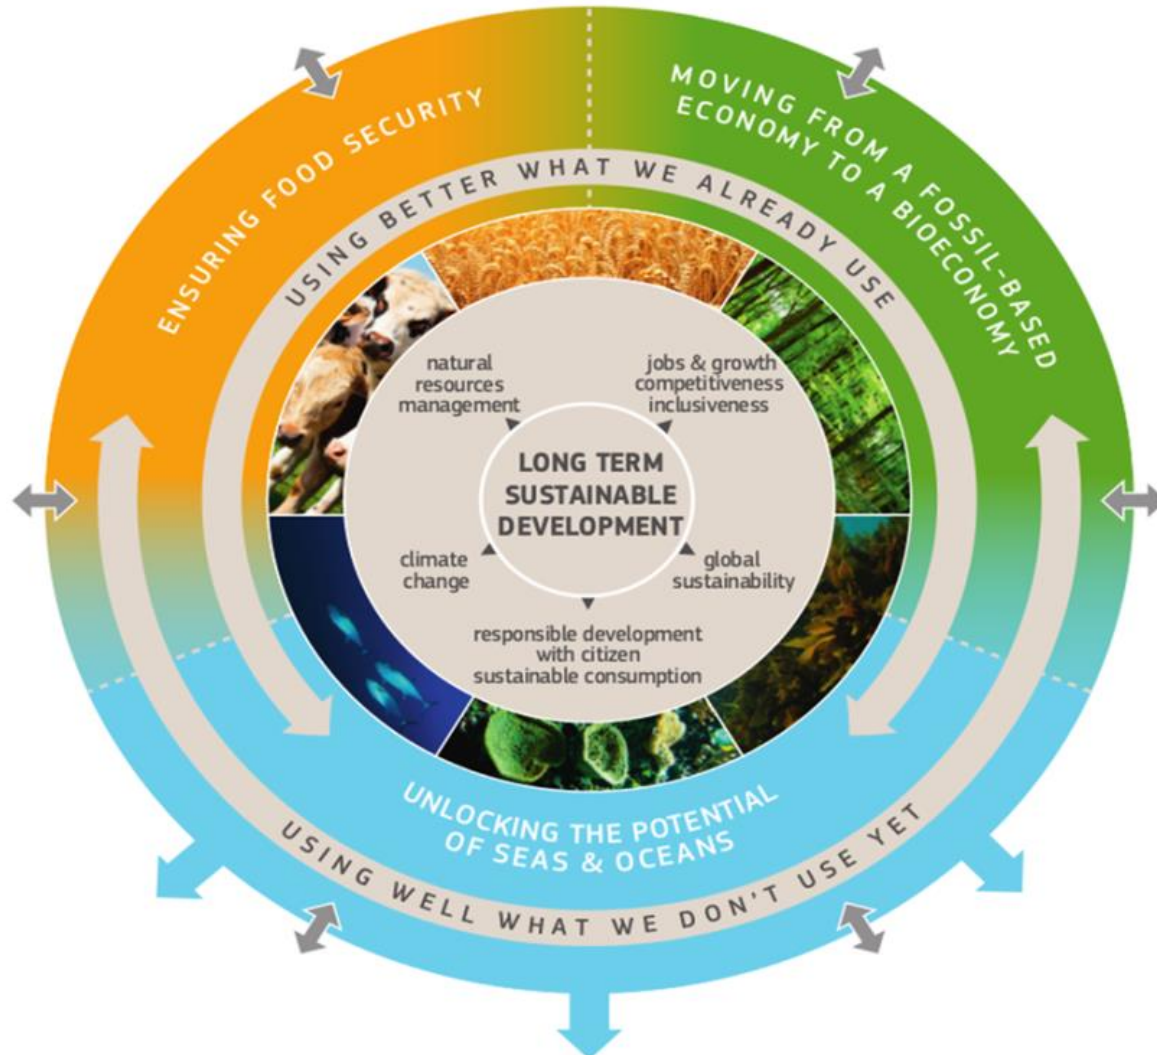 ENSURING FOOD SECURITY
MOVING FROM A FOSSIL-BASED
ECONOMY TO A BIOECONOMY
USING BETTER WHAT WE ALREADY USE
natural
resources
management
jobs & growth
competitiveness
inclusiveness
LONG TERM
SUSTAINABLE
DEVELOPMENT
climate
change
global
sustainability
responsible development
with citizen
sustainable consumption
UNLOCKING THE POTENTIAL
OF SEAS & OCEANS
USING WELL WHAT WE DON'T USE YET